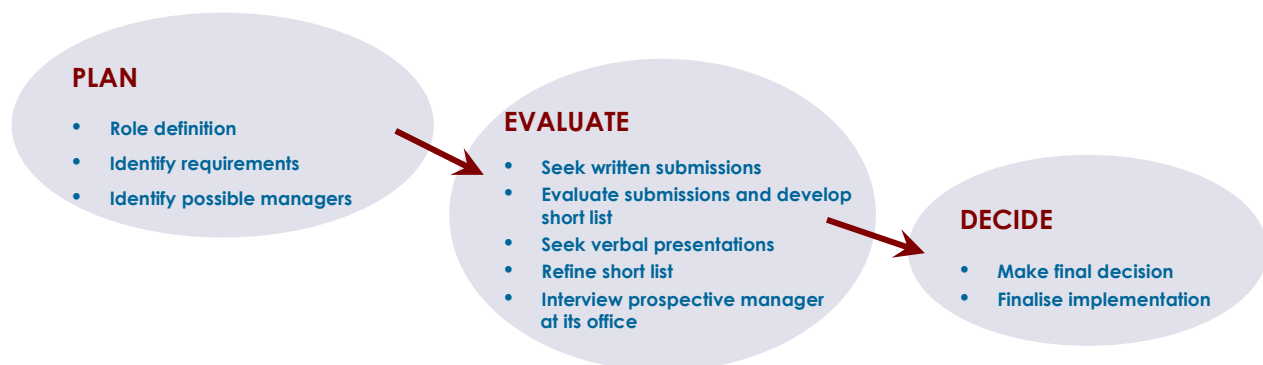 PLAN
• Role definition
• Identify requirements
• Identify possible managers
EVALUATE
• Seek written submissions
• Evaluate submissions and develop
short list
• Seek verbal presentations
• Refine short list
• Interview prospective manager
at its office
DECIDE
• Make final decision
• Finalise implementation